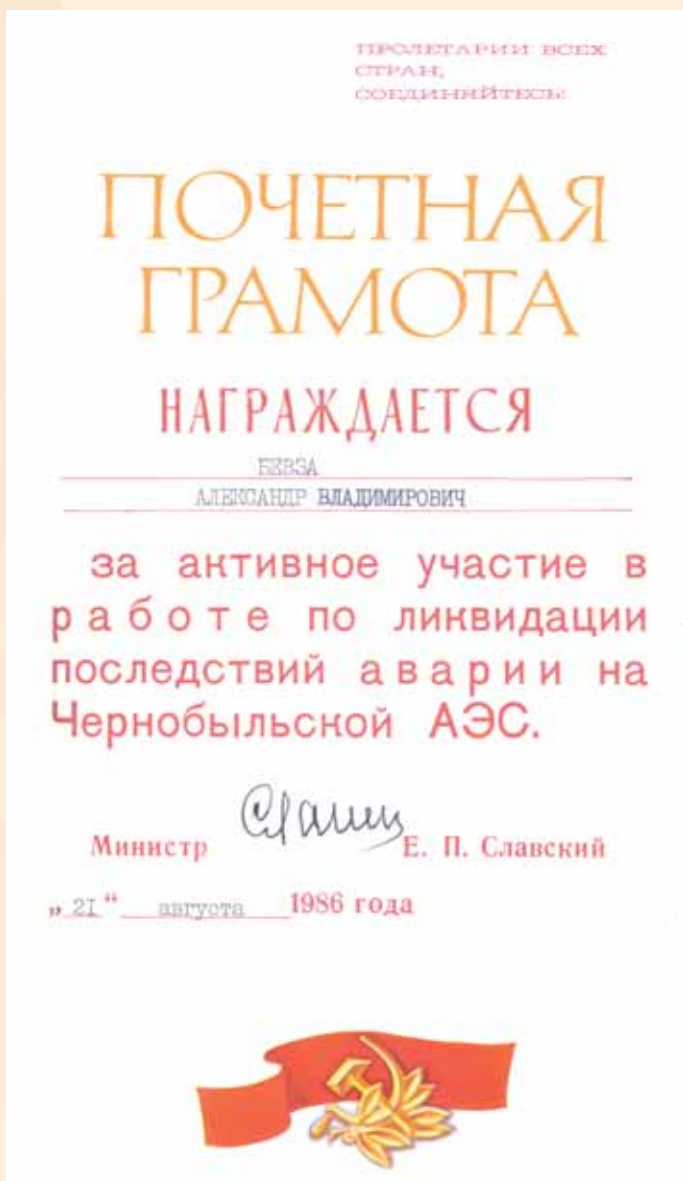 ПРОЛЕТАРИИ ВСЕХ
СТРАН,
СОЕДИНЯЙТЕСЬ!
ПОЧЕТНАЯ
ГРАМОТА
НАГРАЖДАЕТСЯ
БЕВЗА
АЛЕКСАНДР ВЛАДИМИРОВИЧ
за активное участие в
работе по ликвидации
последствий аварии на
Чернобыльской АЭС.
Министр Е. П. Славский
„21“ августа 1986 года